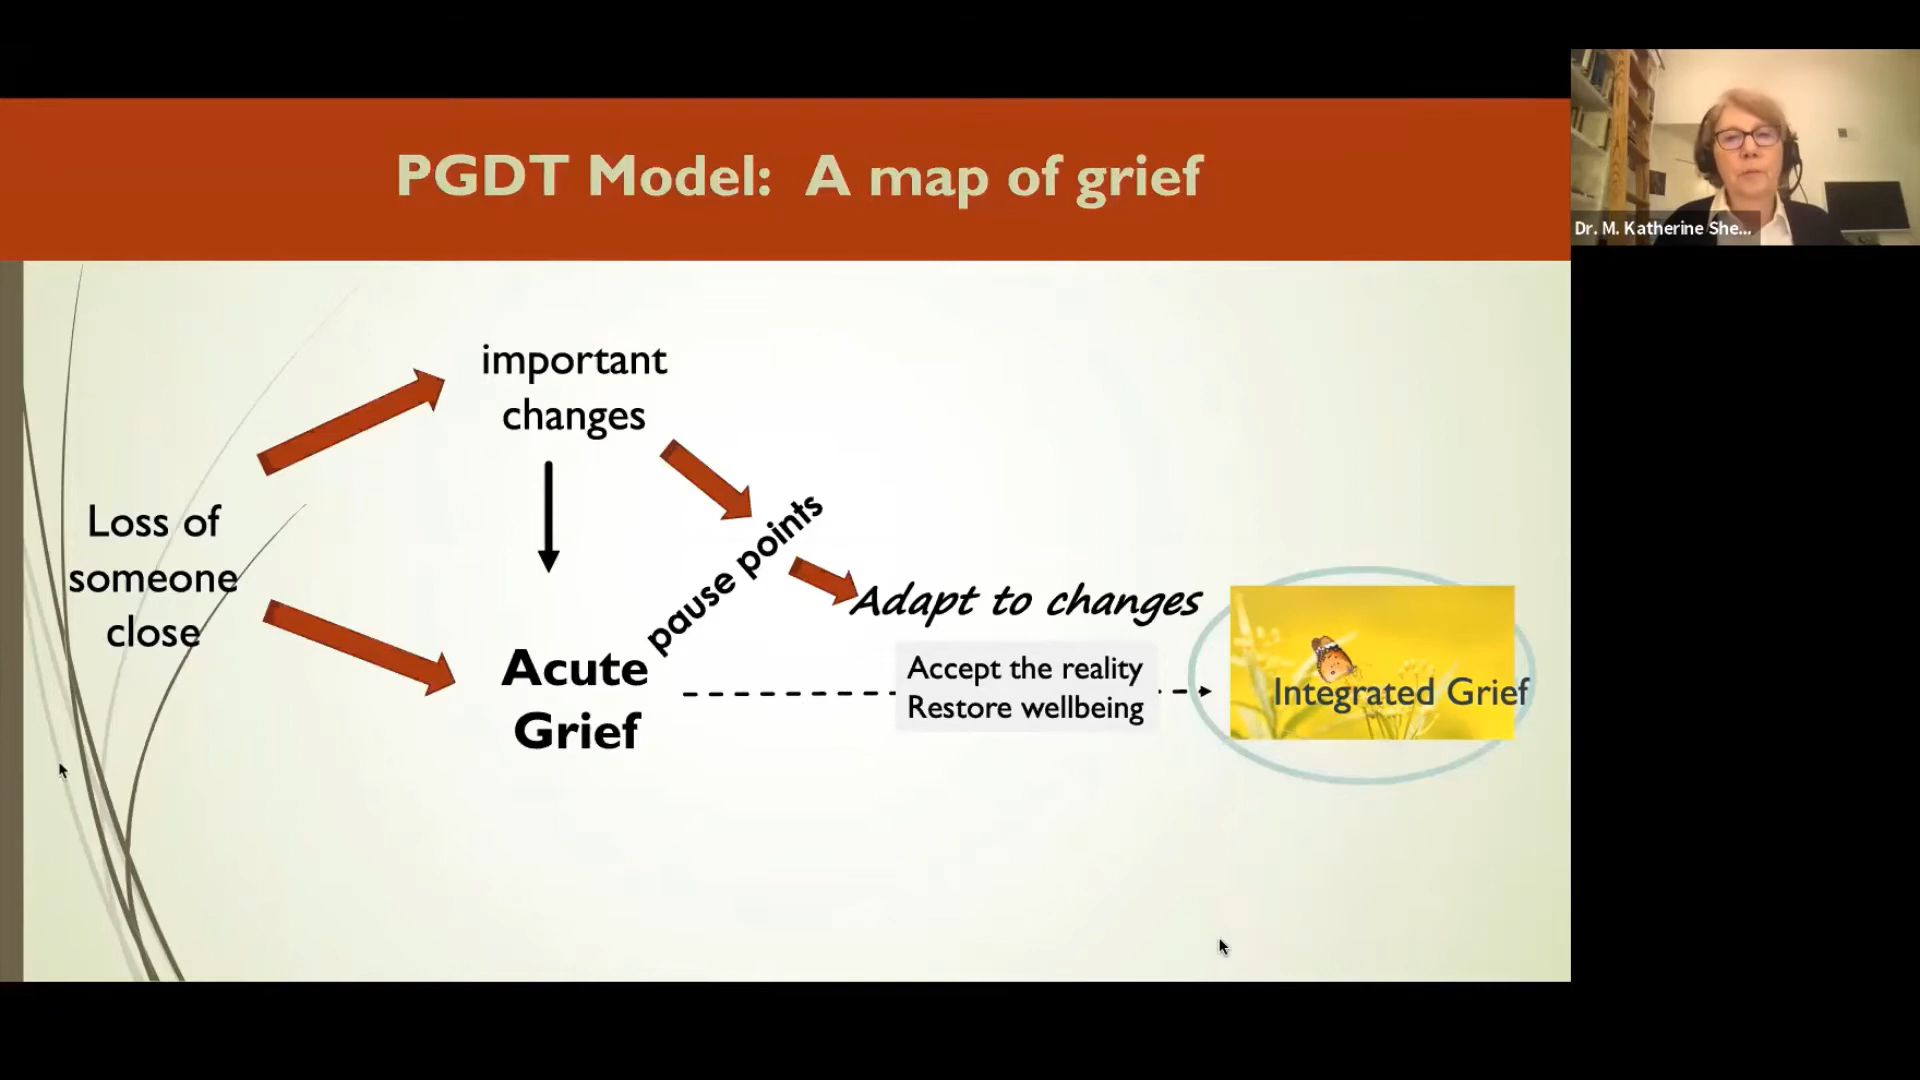 PGDT Model: A map of grief
Dr. M. Katherine She...
important
changes
Loss of
someone
close
pause points
Adapt to changes
Acute
Grief
Accept the reality
Restore wellbeing
Integrated Grief